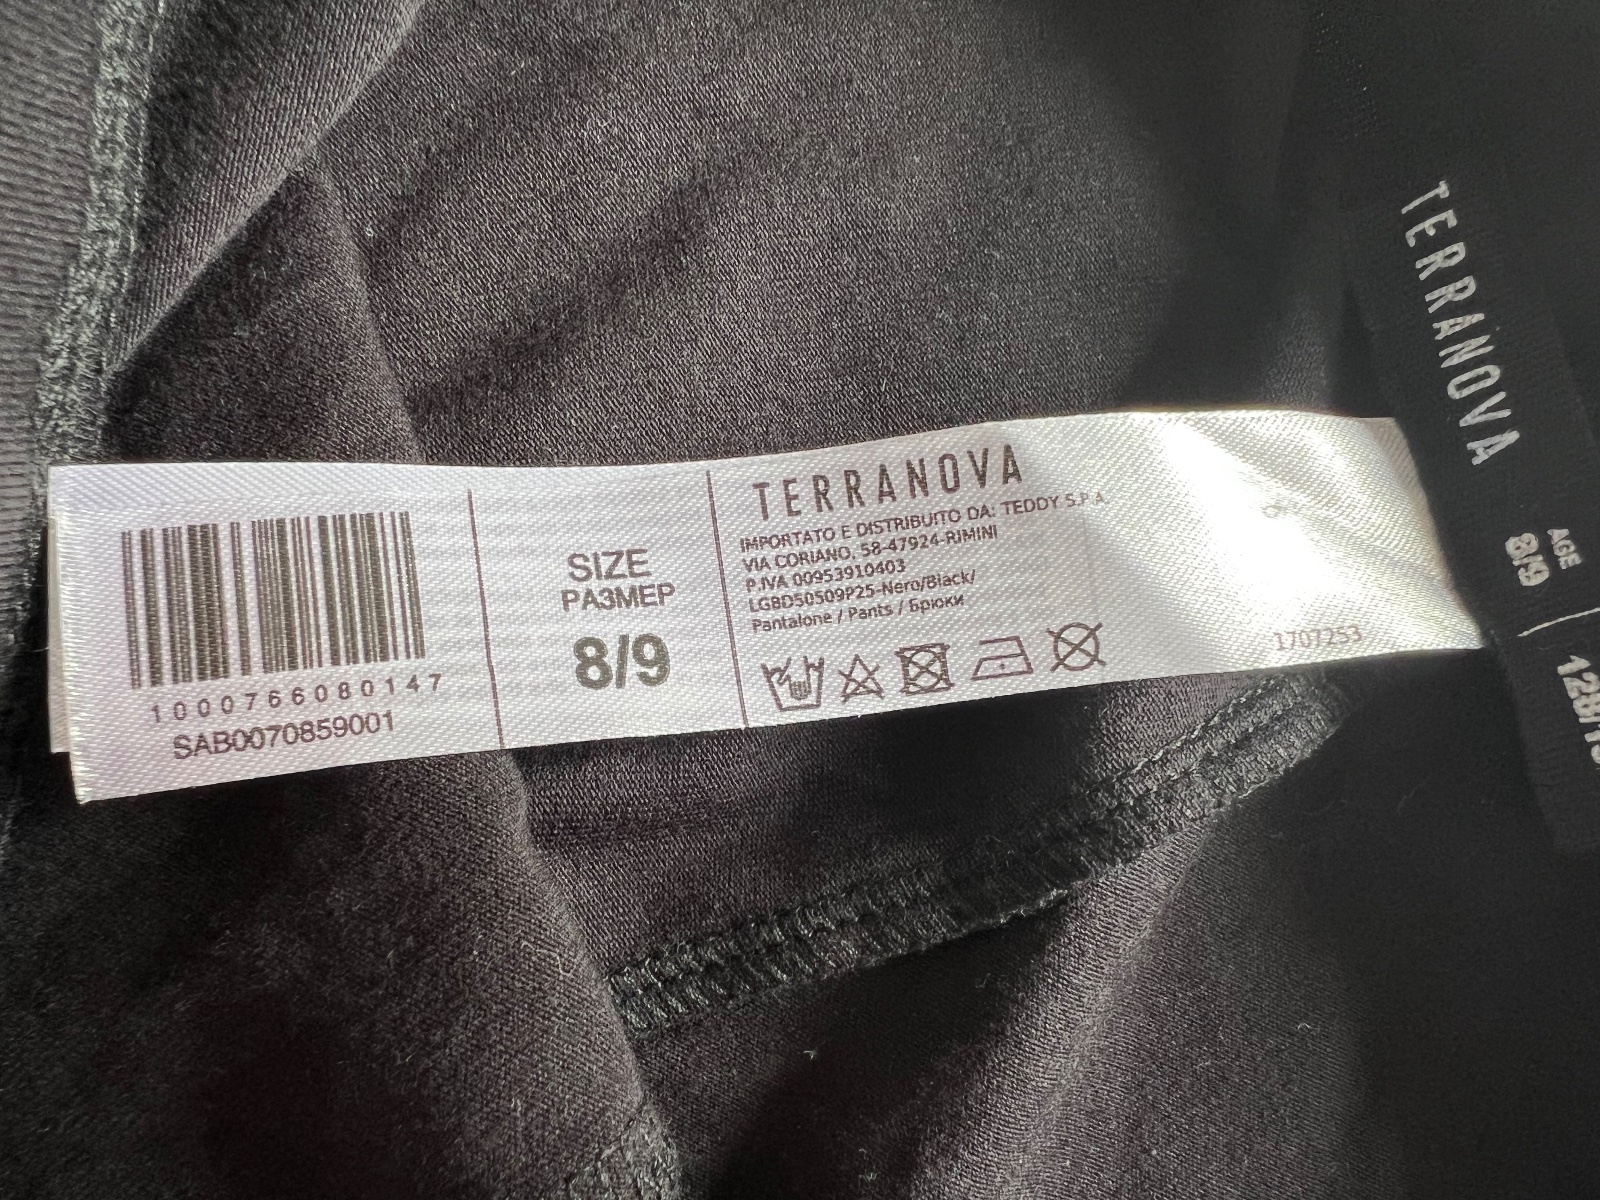 1000766080147
SAB0070859001
SIZE
РАЗМЕР
8/9
TERRANOVA
IMPORTATO E DISTRIBUITO DA: TEDDY S.P.A.
VIA CORIANO, 58-47924-RIMINI
P.IVA 00953910403
LGBD50509P25-Nero/Black/
Pantalone / Pants / Брюки
1707253
TERRANOVA
AGE
8/9